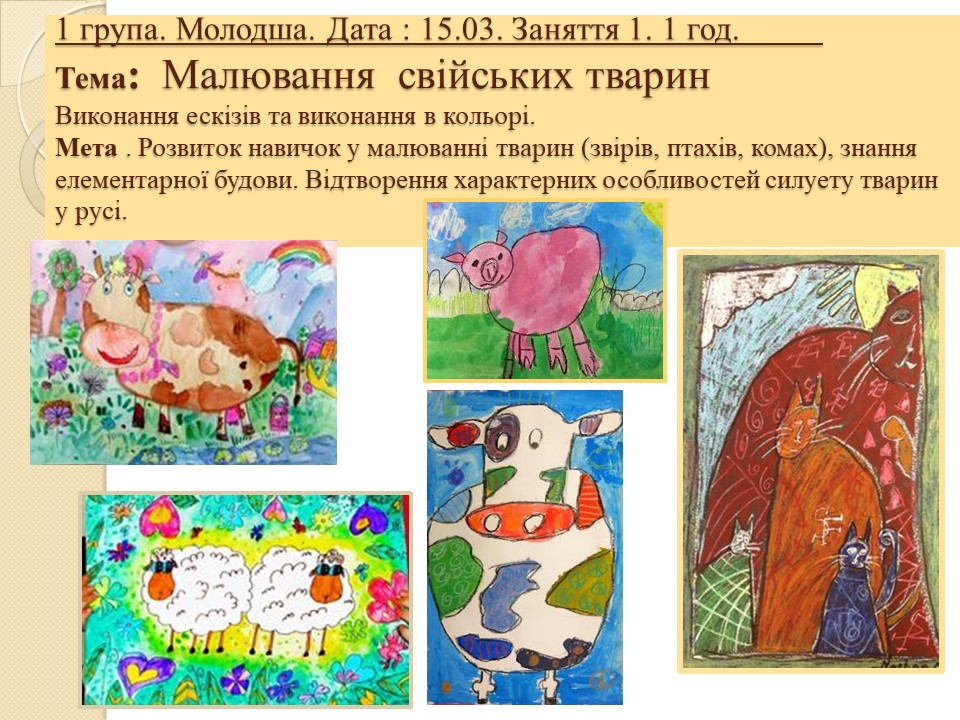 1 група. Молодша. Дата : 15.03. Заняття 1. 1 год.
Тема: Малювання свійських тварин
Виконання ескізів та виконання в кольорі.
Мета . Розвиток навичок у малюванні тварин (звірів, птахів, комах), знання
елементарної будови. Відтворення характерних особливостей силуету тварин
у русі.